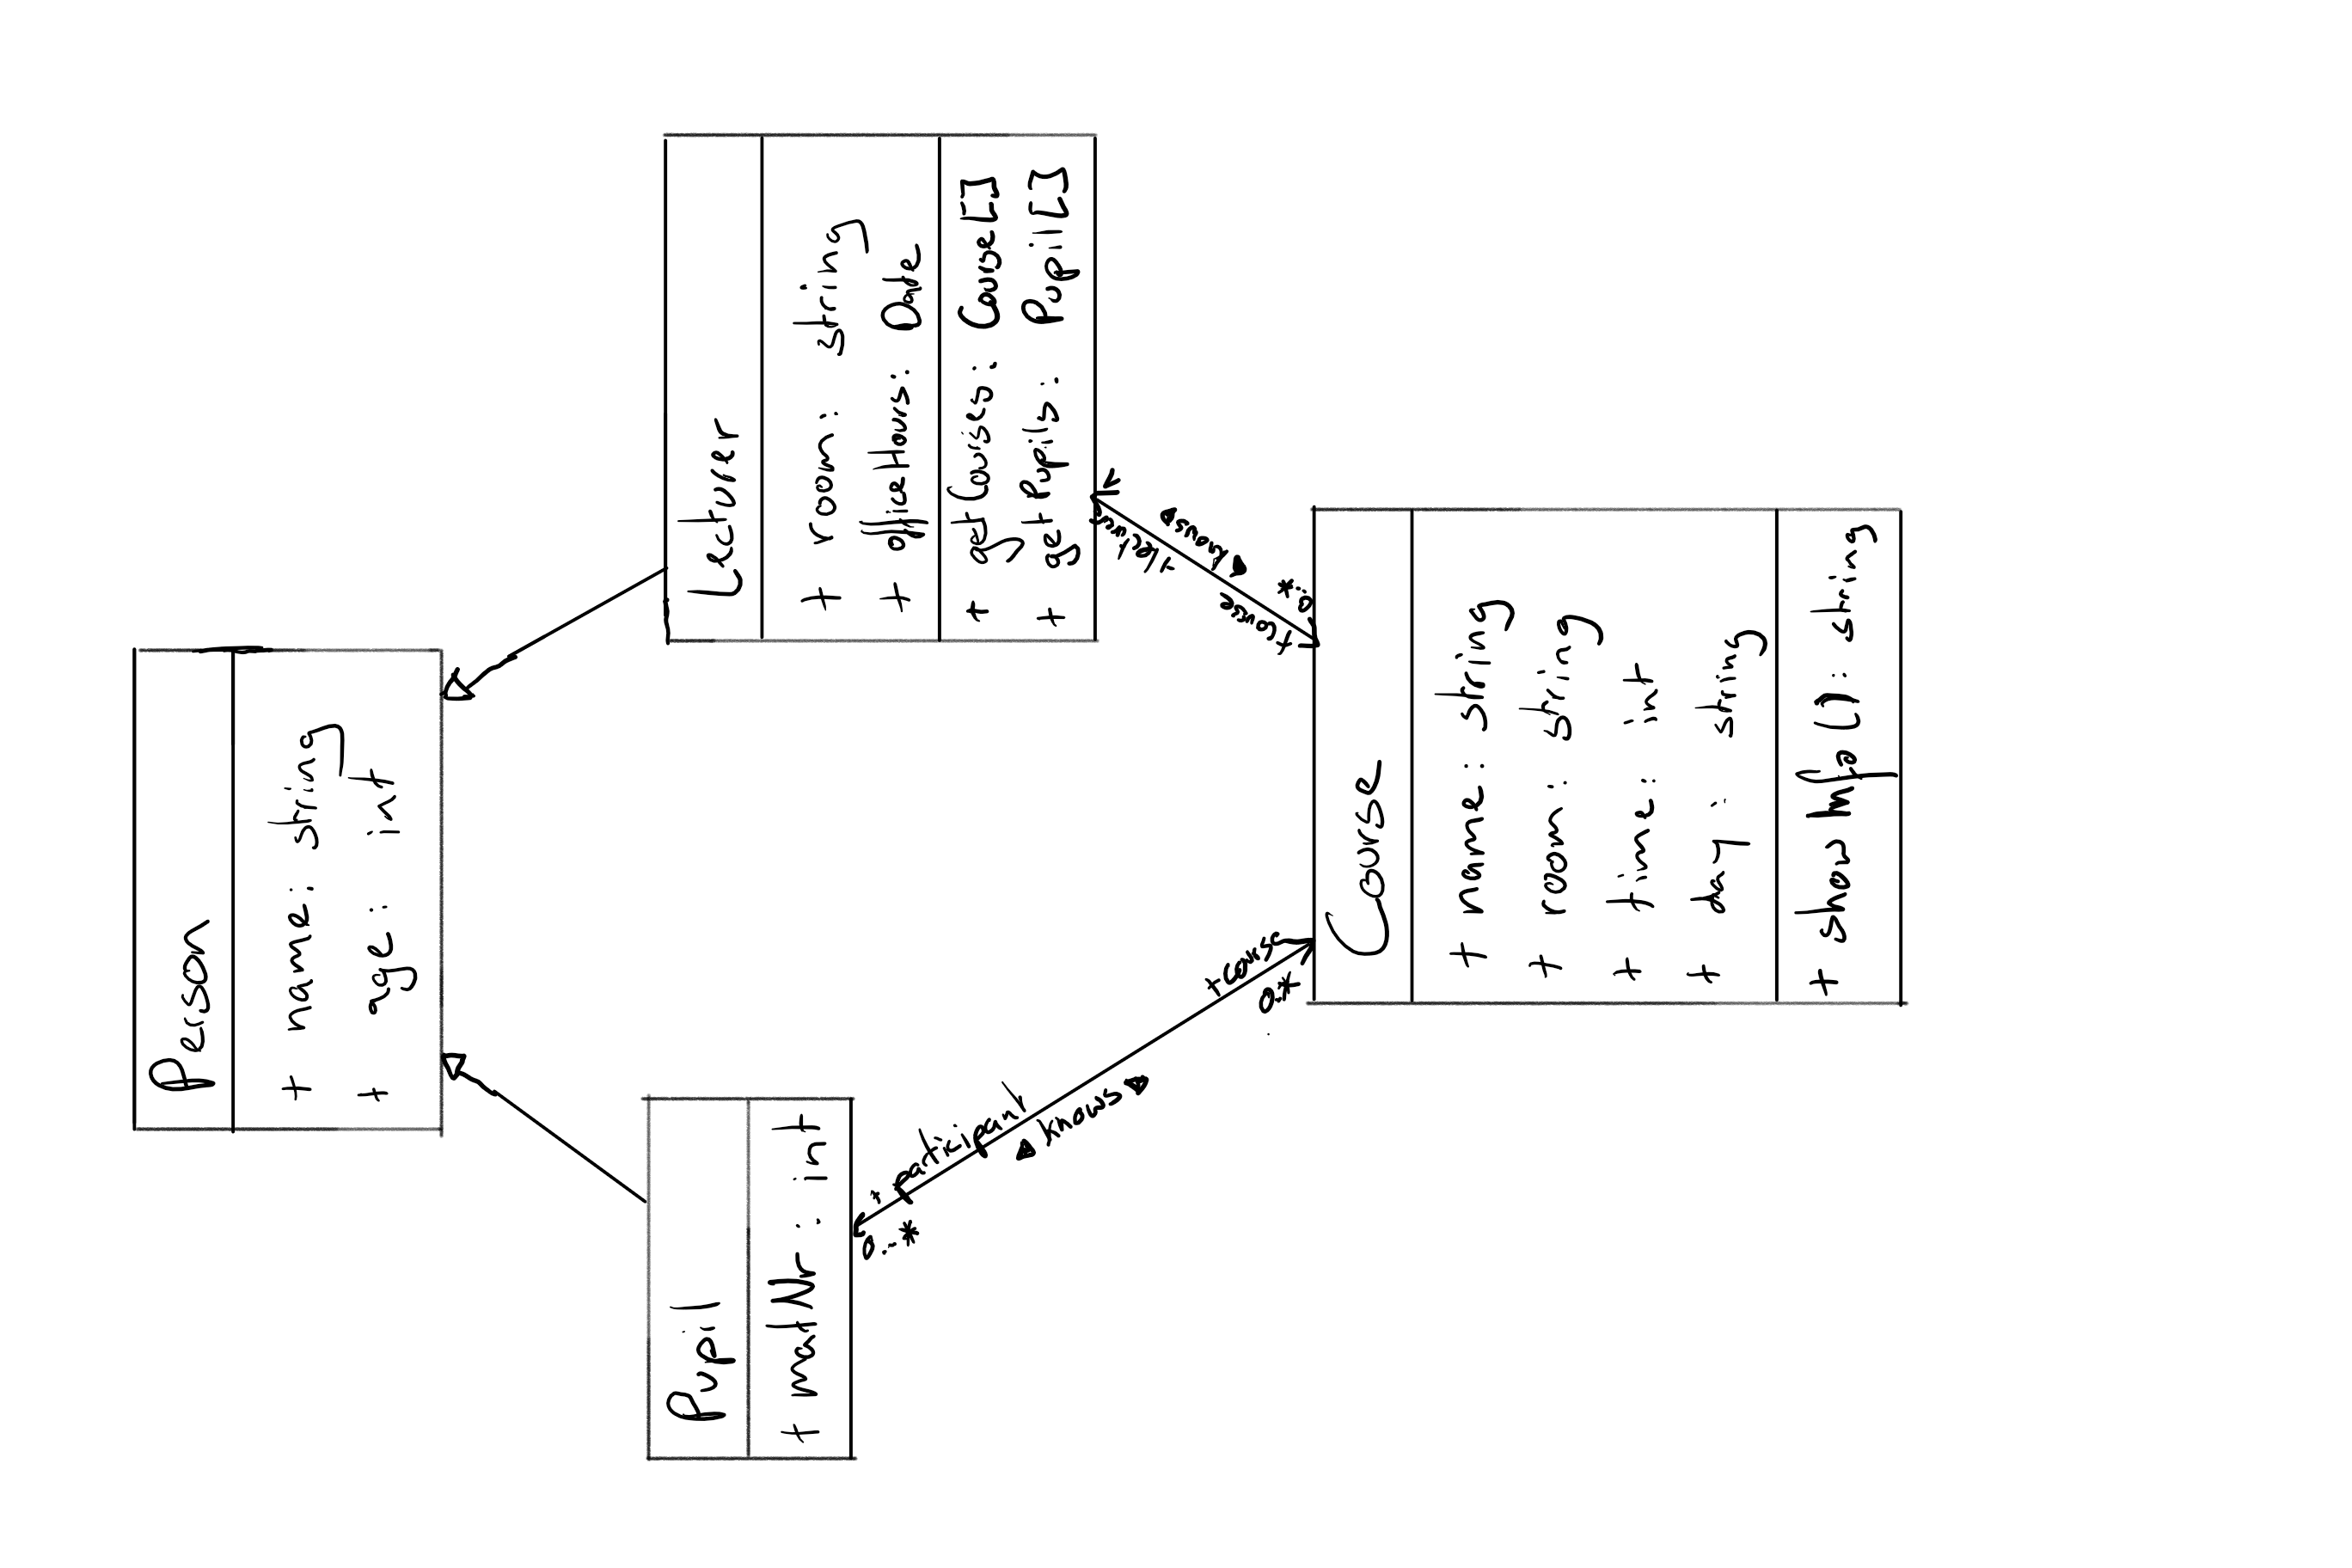 Person
+ name: string
+ age: int
Pupil
+ matNr: int
Lecturer
+ room: string
+ officeHours: Date
+ getCourses: Course[]
+ getPupils: Pupil[]
+ participant
0..*
knows
+ course
0..*
knows
+ course
0..*
Course
+ name: string
+ room: string
+ time: int
+ day: string
+ showInfo(): string